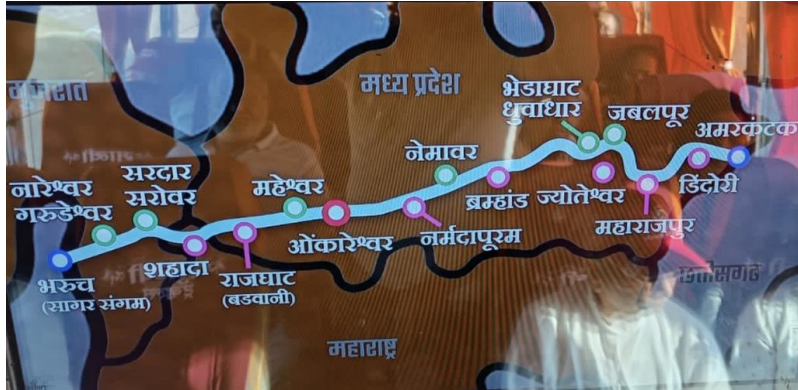 मध्य प्रदेश
गुजरात
भेडाघाट
धुवाधार
जबलपूर
अमरकंटक
नेमावर
सरदार
सरोवर
महेश्वर
नारेश्वर
गरुडेश्वर
ब्रम्हांड
ज्योतेश्वर
डिंदोरी
महाराजपुर
नर्मदापूरम
ओंकारेश्वर
शहादा
राजघाट
(बडवानी)
भरुच
(सागर संगम)
छत्तीसगढ
महाराष्ट्र